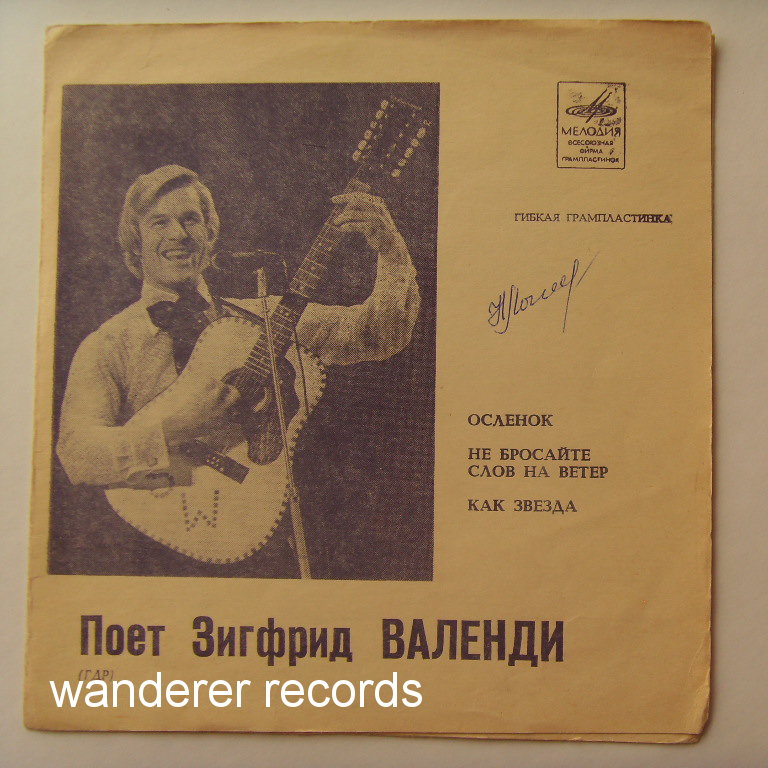 МЕЛОДИЯ
ВСЕСОЮЗНАЯ
ФИРМА
ГРАМПЛАСТИНОК
ГИБКАЯ ГРАМПЛАСТИНКА
ОСЛЕНОК
НЕ БРОСАЙТЕ
СЛОВ НА ВЕТЕР
КАК ЗВЕЗДА
W
Поет Зигфрид ВАЛЕНДИ
(ГДР)
wanderer records